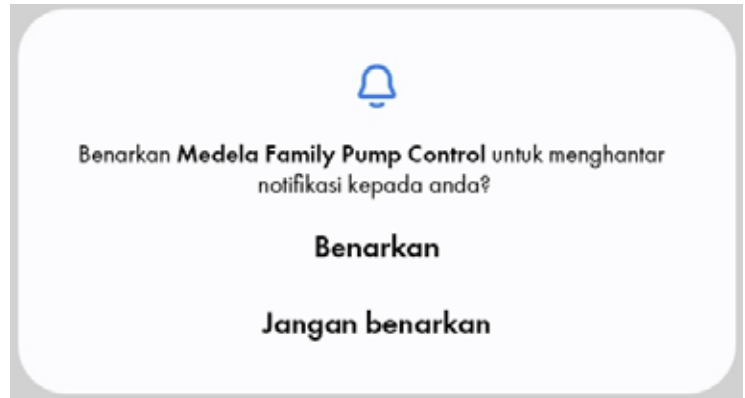 Benarkan Medela Family Pump Control untuk menghantar
notifikasi kepada anda?
Benarkan
Jangan benarkan